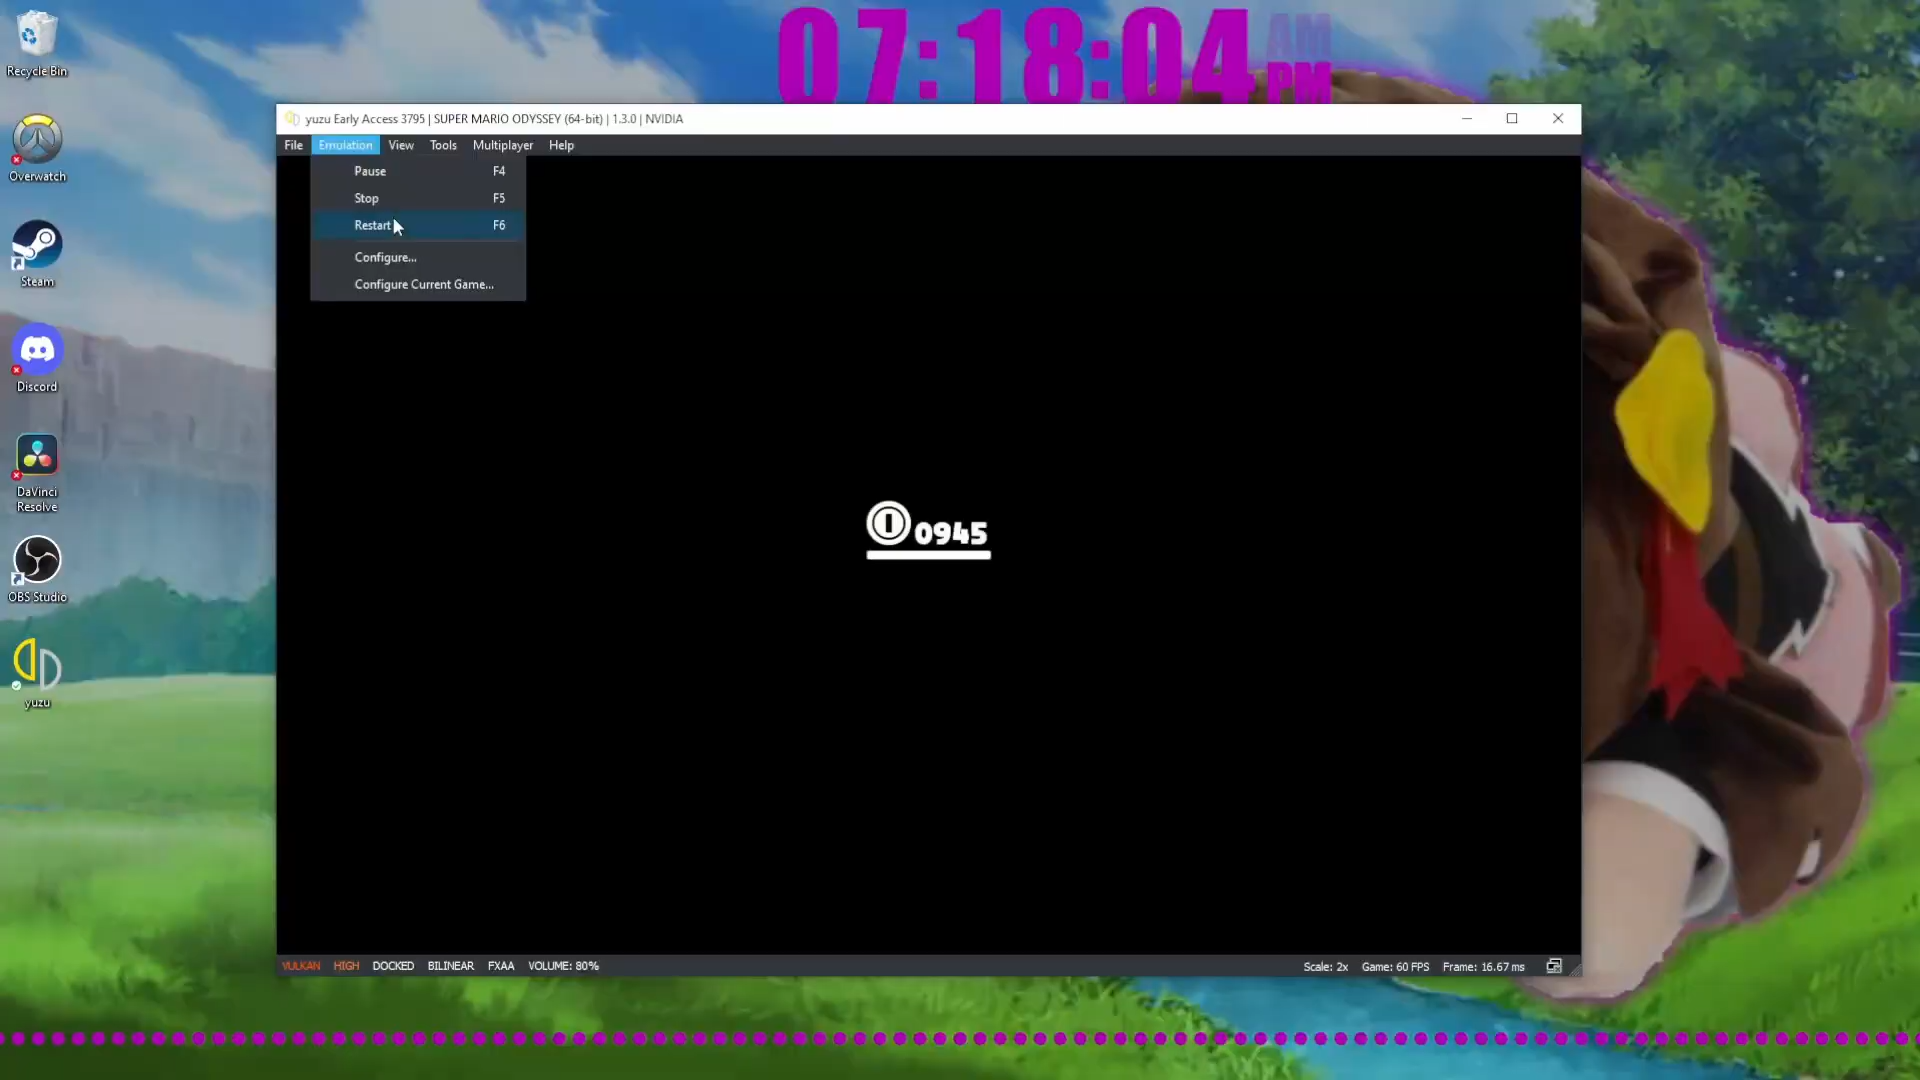 07:18:04 AM
PM
Recycle Bin
Overwatch
Steam
Discord
DaVinci
Resolve
OBS Studio
yuzu
yuzu Early Access 3795 | SUPER MARIO ODYSSEY (64-bit) | 1.3.0 | NVIDIA
File Emulation View Tools Multiplayer Help
Pause F4
Stop F5
Restart F6
Configure...
Configure Current Game...
0945
VULKAN HIGH DOCKED BILINEAR FXAA VOLUME: 80% Scale: 2x Game: 60 FPS Frame: 16.67 ms